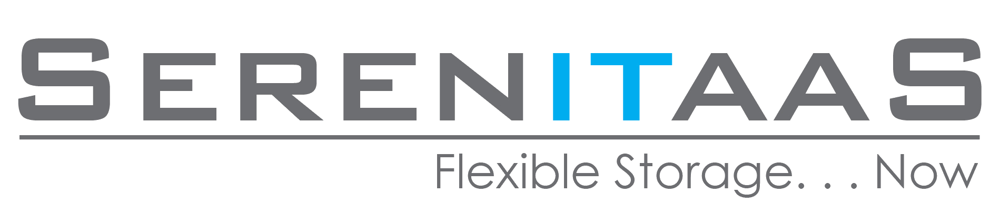 SERENITAAS
Flexible Storage. . . Now